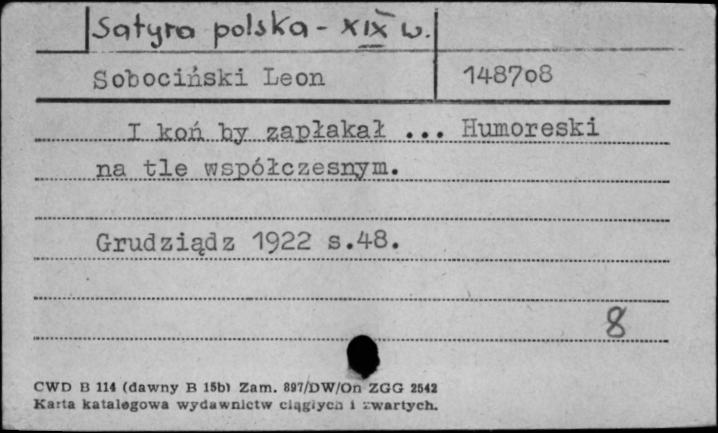 Satyra polska - XIX w.
Sobociński Leon 148708
I koń by zapłakał ... Humoreski
na tle współczesnym.
Grudziądz 1922 s.48.
8
CWD B 114 (dawny B 15b) Zam. 897/DW/On ZGG 2542
Karta katalogowa wydawnictw ciągłych i zwartych.